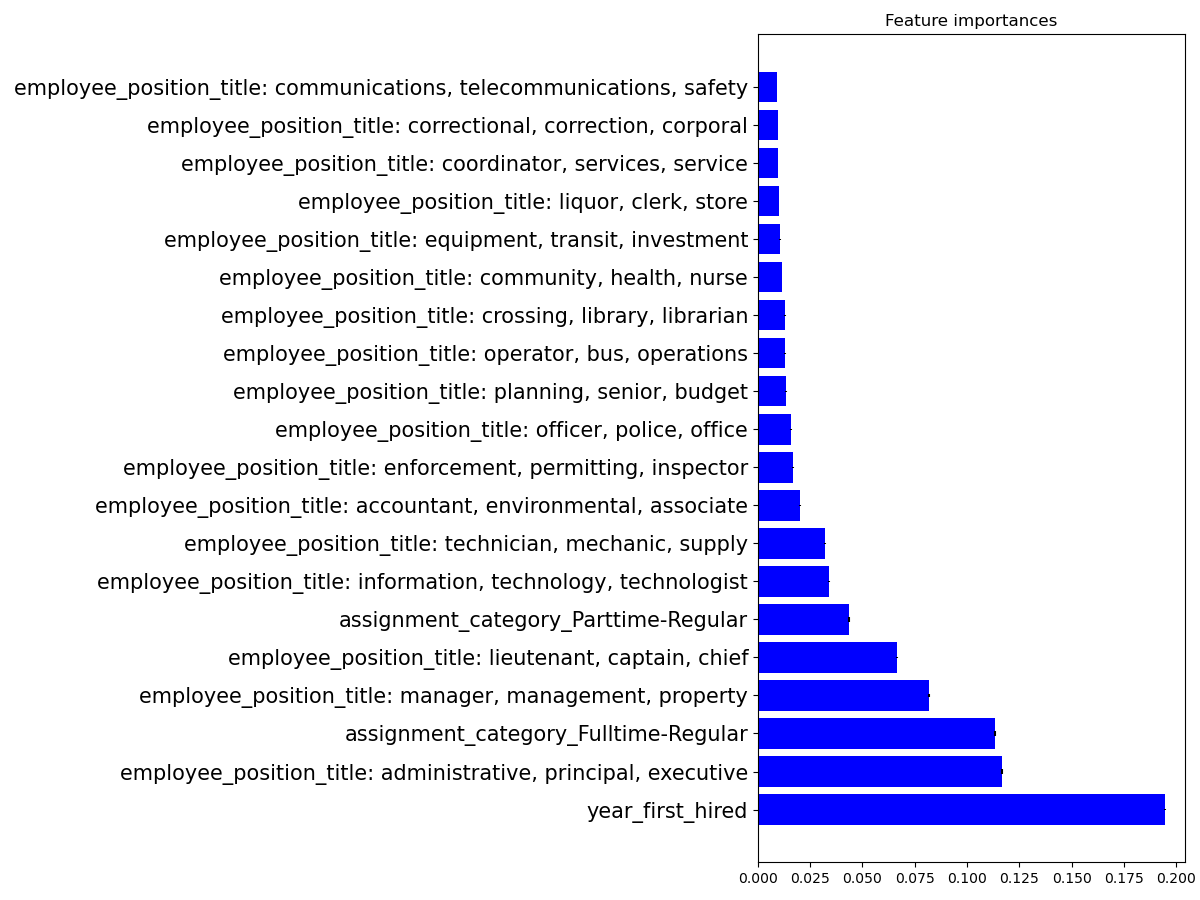 Feature importances
employee_position_title: communications, telecommunications, safety
employee_position_title: correctional, correction, corporal
employee_position_title: coordinator, services, service
employee_position_title: liquor, clerk, store
employee_position_title: equipment, transit, investment
employee_position_title: community, health, nurse
employee_position_title: crossing, library, librarian
employee_position_title: operator, bus, operations
employee_position_title: planning, senior, budget
employee_position_title: officer, police, office
employee_position_title: enforcement, permitting, inspector
employee_position_title: accountant, environmental, associate
employee_position_title: technician, mechanic, supply
employee_position_title: information, technology, technologist
assignment_category_Parttime-Regular
employee_position_title: lieutenant, captain, chief
employee_position_title: manager, management, property
assignment_category_Fulltime-Regular
employee_position_title: administrative, principal, executive
year_first_hired
0.000 0.025 0.050 0.075 0.100 0.125 0.150 0.175 0.200